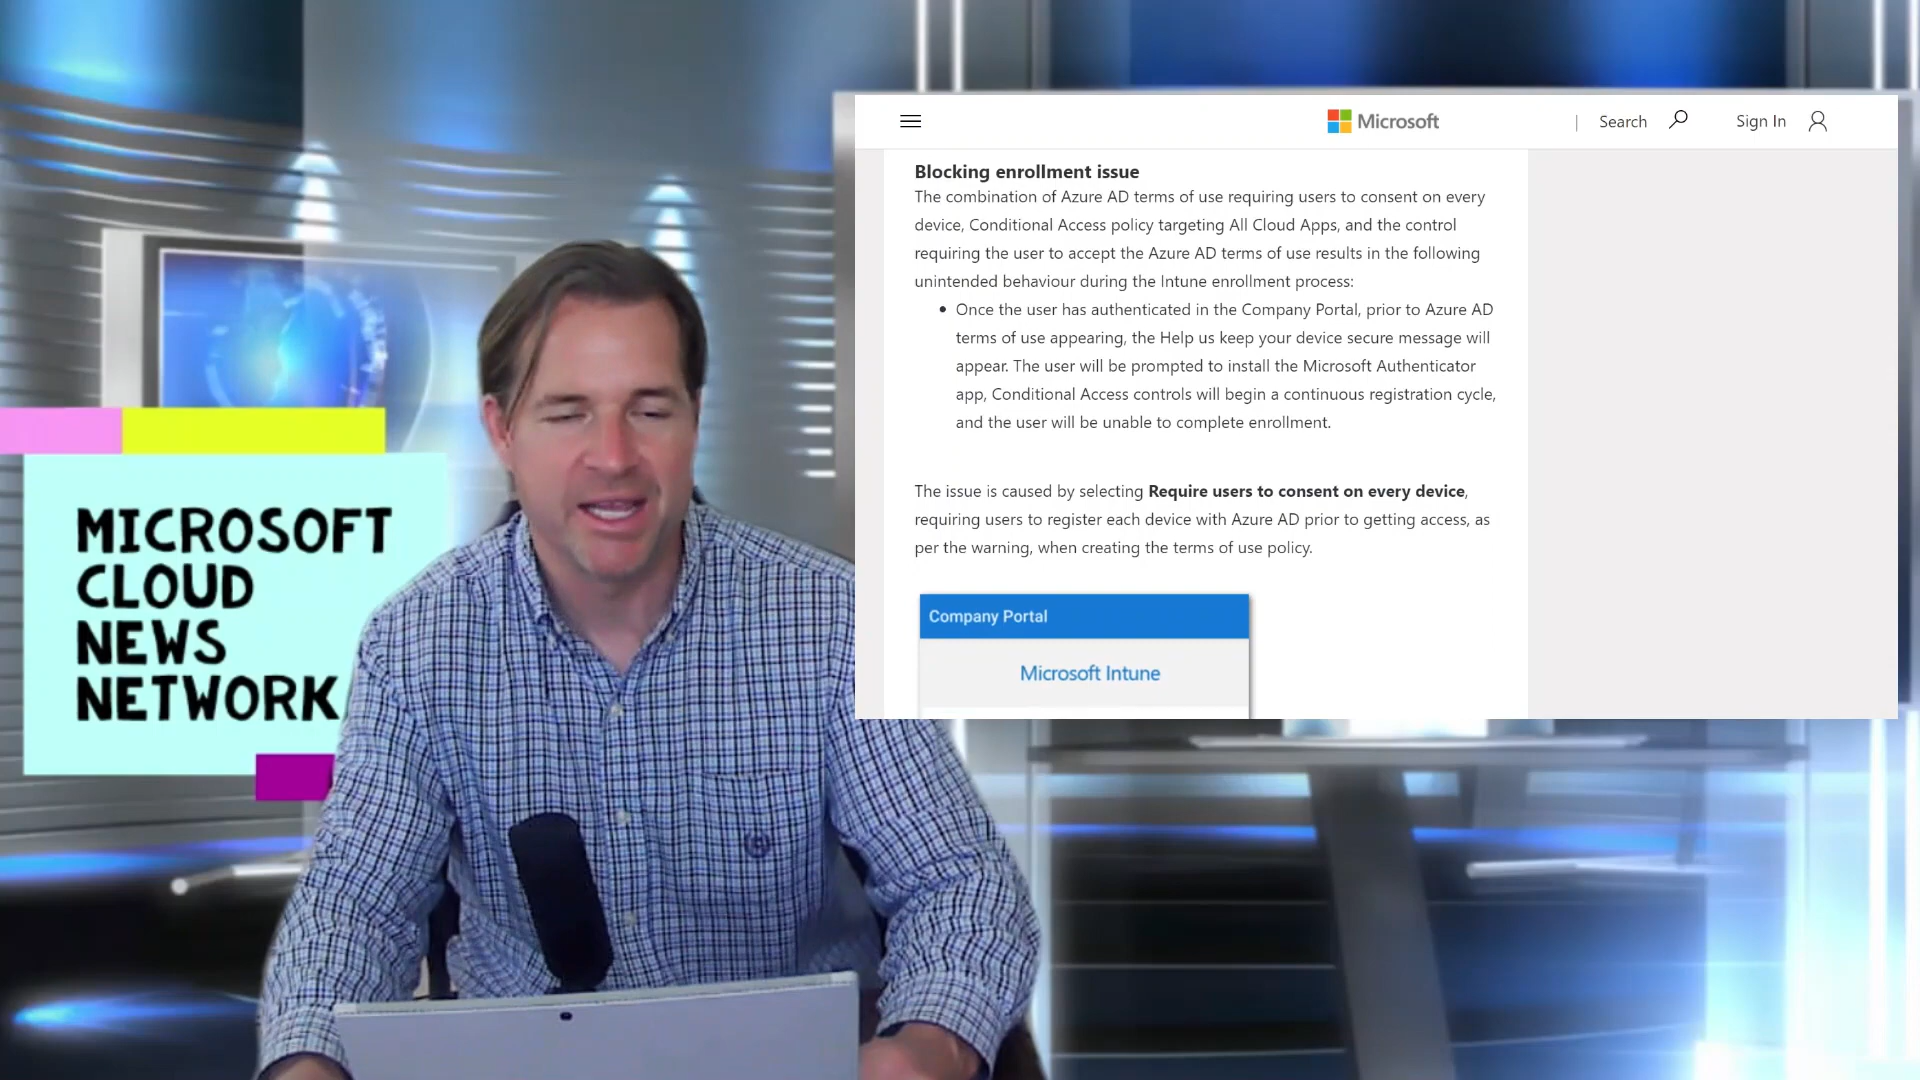 Microsoft
Search
Sign In
Blocking enrollment issue
The combination of Azure AD terms of use requiring users to consent on every
device, Conditional Access policy targeting All Cloud Apps, and the control
requiring the user to accept the Azure AD terms of use results in the following
unintended behaviour during the Intune enrollment process:
• Once the user has authenticated in the Company Portal, prior to Azure AD
terms of use appearing, the Help us keep your device secure message will
appear. The user will be prompted to install the Microsoft Authenticator
app, Conditional Access controls will begin a continuous registration cycle,
and the user will be unable to complete enrollment.
The issue is caused by selecting Require users to consent on every device,
requiring users to register each device with Azure AD prior to getting access, as
per the warning, when creating the terms of use policy.
Company Portal
Microsoft Intune
MICROSOFT
CLOUD
NEWS
NETWORK